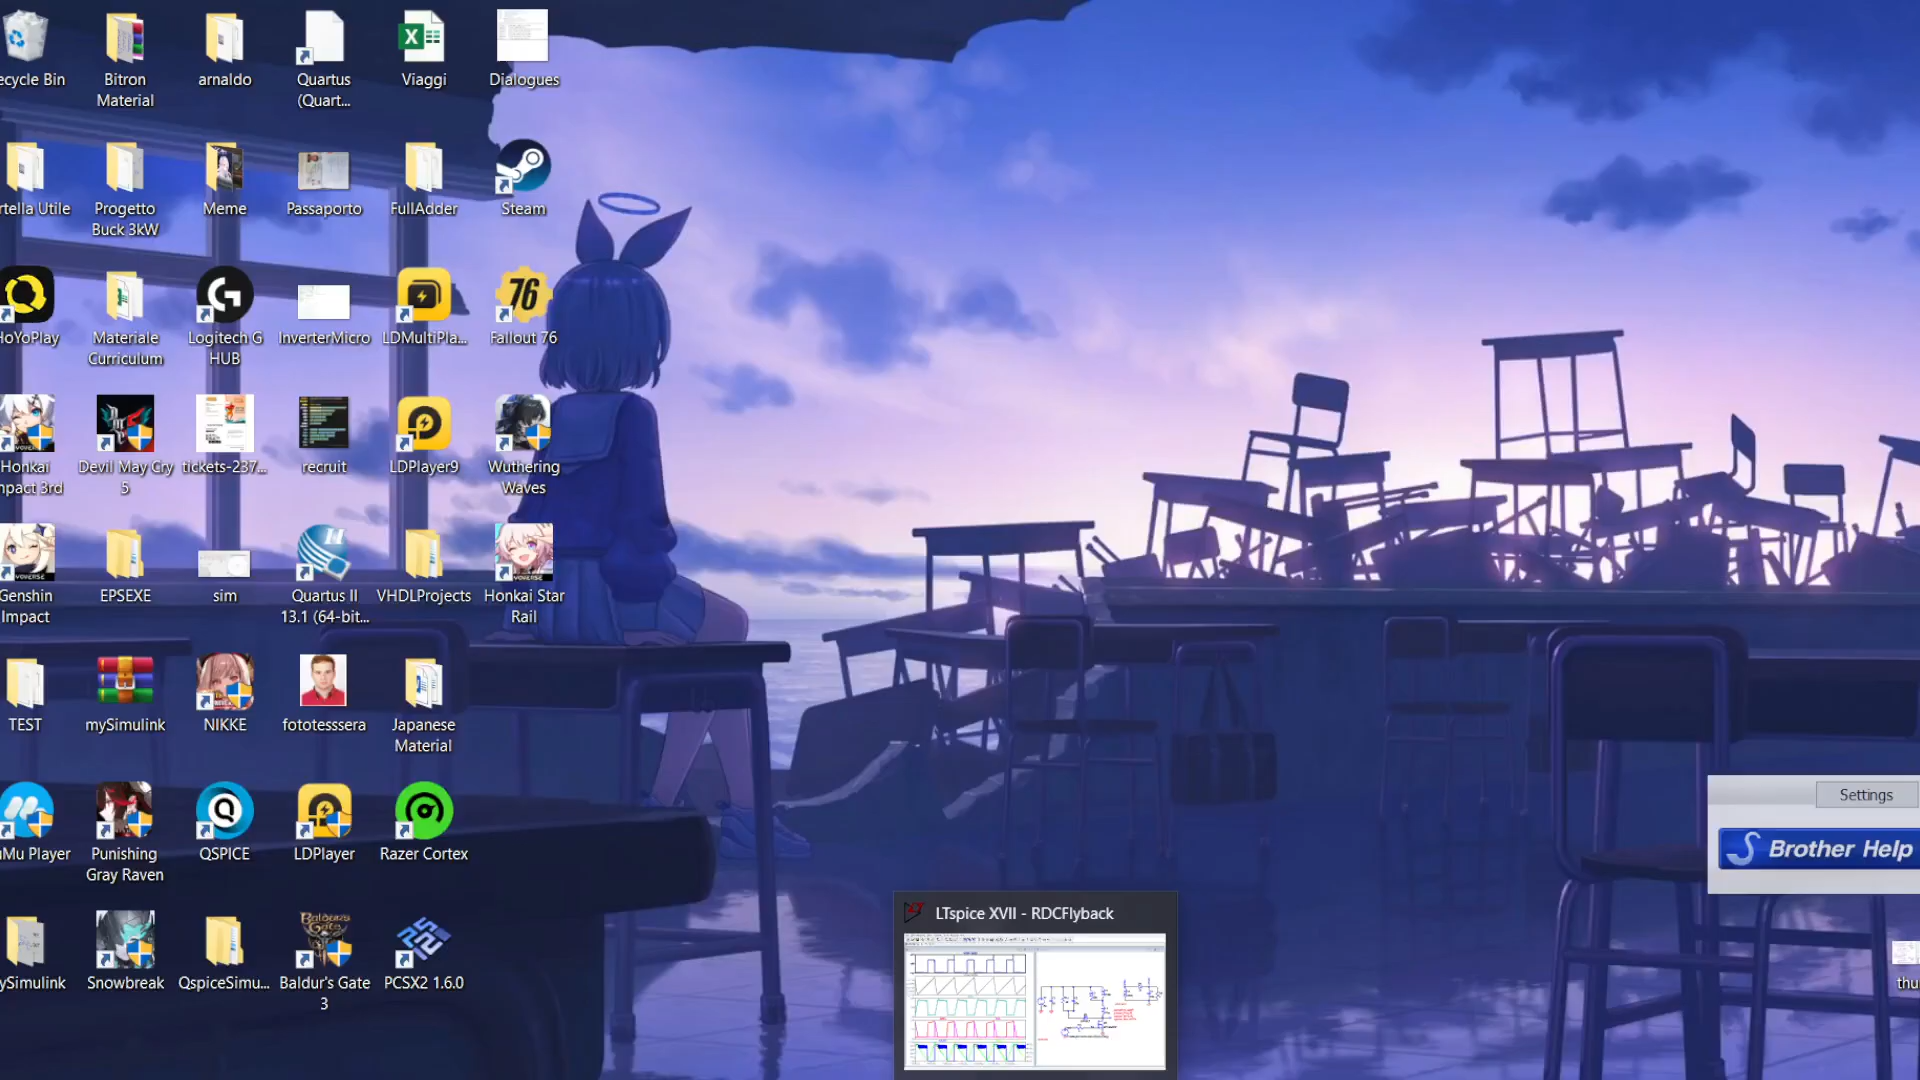 ecycle Bin
Bitron
Material
arnaldo
Quartus
(Quart...
Viaggi
Dialogues
rtella Utile
Progetto
Buck 3kW
Meme
Passaporto
FullAdder
Steam
HoYoPlay
Materiale
Curriculum
Logitech G
HUB
InverterMicro
LDMultiPla...
76
Fallout 76
Honkai
mpact 3rd
Devil May Cry
5
tickets-237...
recruit
LDPlayer9
Wuthering
Waves
Genshin
Impact
EPSEXE
sim
Quartus II
13.1 (64-bit...
VHDLProjects
Honkai Star
Rail
TEST
mySimulink
NIKKE
fototesssera
Japanese
Material
uMu Player
Punishing
Gray Raven
QSPICE
LDPlayer
Razer Cortex
ySimulink
Snowbreak
QspiceSimu...
Baldur's Gate
3
PCSX2 1.6.0
LTspice XVII - RDCFlyback
Settings
Brother Help
thu